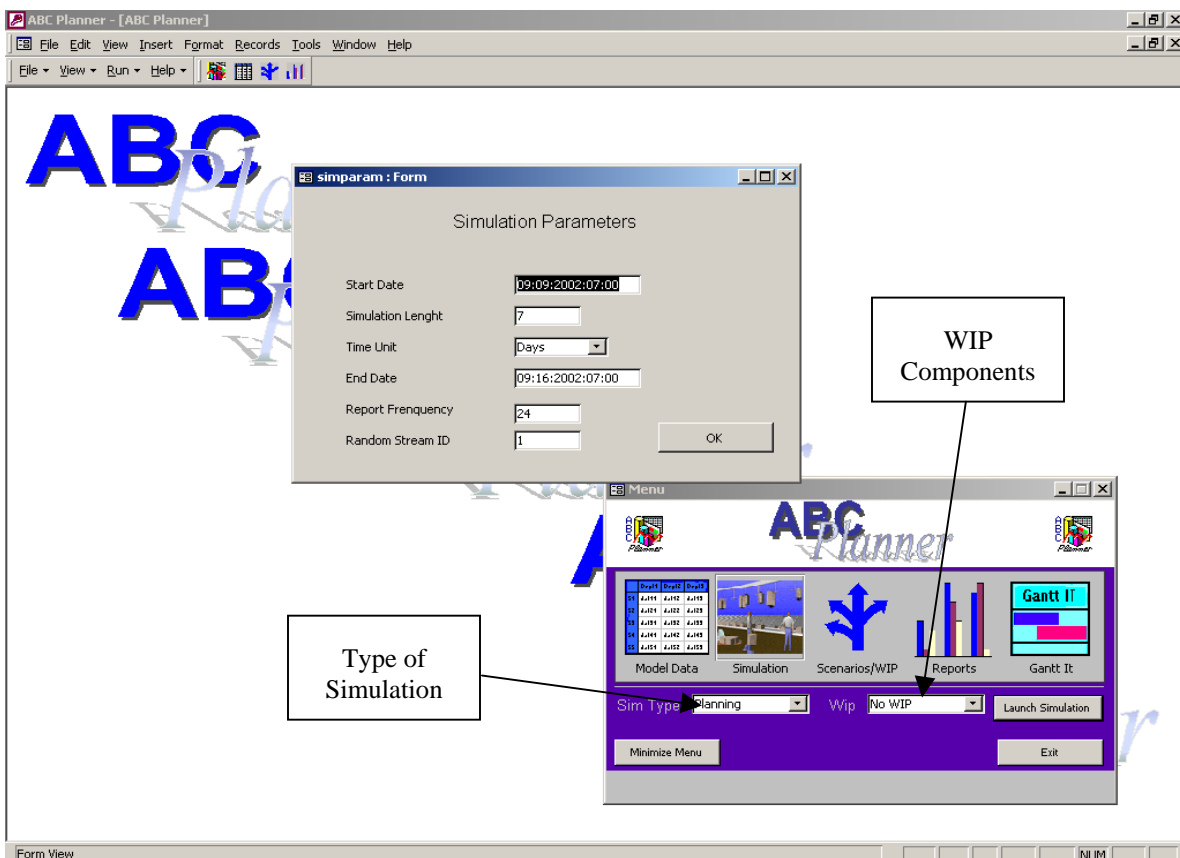 ABC Planner - [ABC Planner]
File Edit View Insert Format Records Tools Window Help
File View Run Help
ABC
simparam : Form
Simulation Parameters
Start Date 09:09:2002:07:00
Simulation Lenght 7
Time Unit Days
End Date 09:16:2002:07:00
Report Frenquency 24
Random Stream ID 1
OK
WIP
Components
Menu
ABC
Planner
Gantt IT
Model Data Simulation Scenarios/WIP Reports Gantt It
Type of
Simulation
Sim Type Planning Wip No WIP Launch Simulation
Minimize Menu Exit
Form View NUM